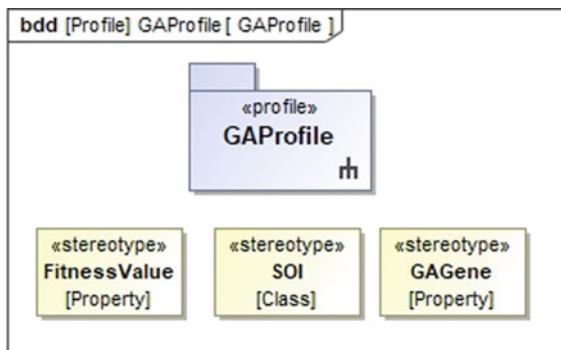 bdd [Profile] GAProfile [ GAProfile ]
«profile»
GAProfile
«stereotype»
FitnessValue
[Property]
«stereotype»
SOI
[Class]
«stereotype»
GAGene
[Property]